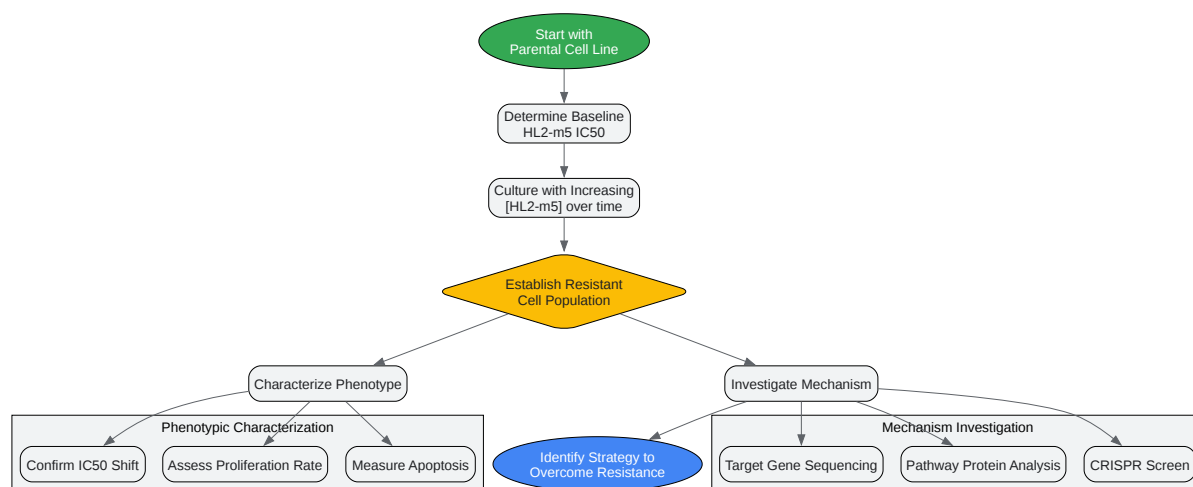 Start with
Parental Cell Line
Determine Baseline
HL2-m5 IC50
Culture with Increasing
[HL2-m5] over time
Establish Resistant
Cell Population
Characterize Phenotype
Investigate Mechanism
Phenotypic Characterization
Mechanism Investigation
Confirm IC50 Shift
Assess Proliferation Rate
Measure Apoptosis
Identify Strategy to
Overcome Resistance
Target Gene Sequencing
Pathway Protein Analysis
CRISPR Screen